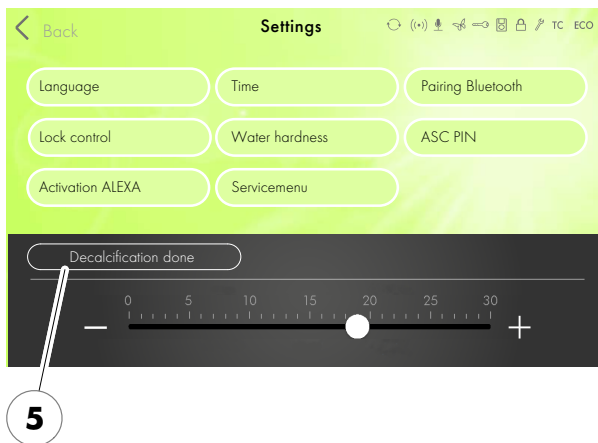 Back
Settings
TC ECO
Language
Time
Pairing Bluetooth
Lock control
Water hardness
ASC PIN
Activation ALEXA
Servicemenu
Decalcification done
0 5 10 15 20 25 30
5